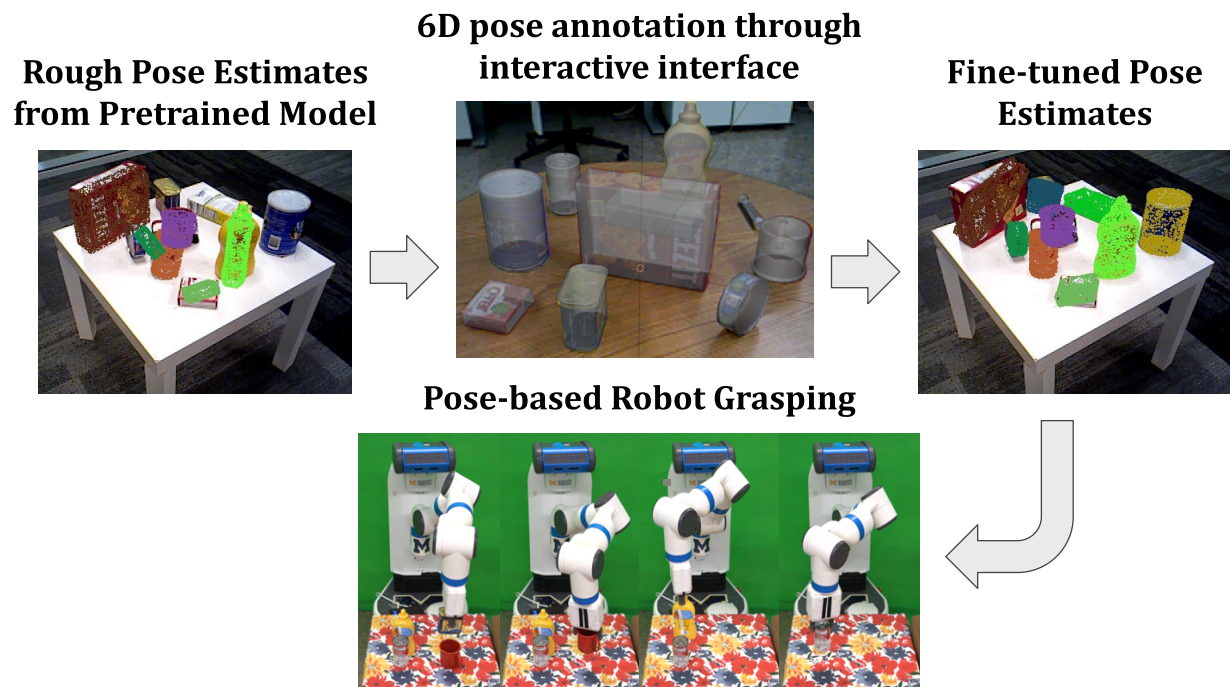 6D pose annotation through
interactive interface
Rough Pose Estimates
from Pretrained Model
Fine-tuned Pose
Estimates
Pose-based Robot Grasping
M
M